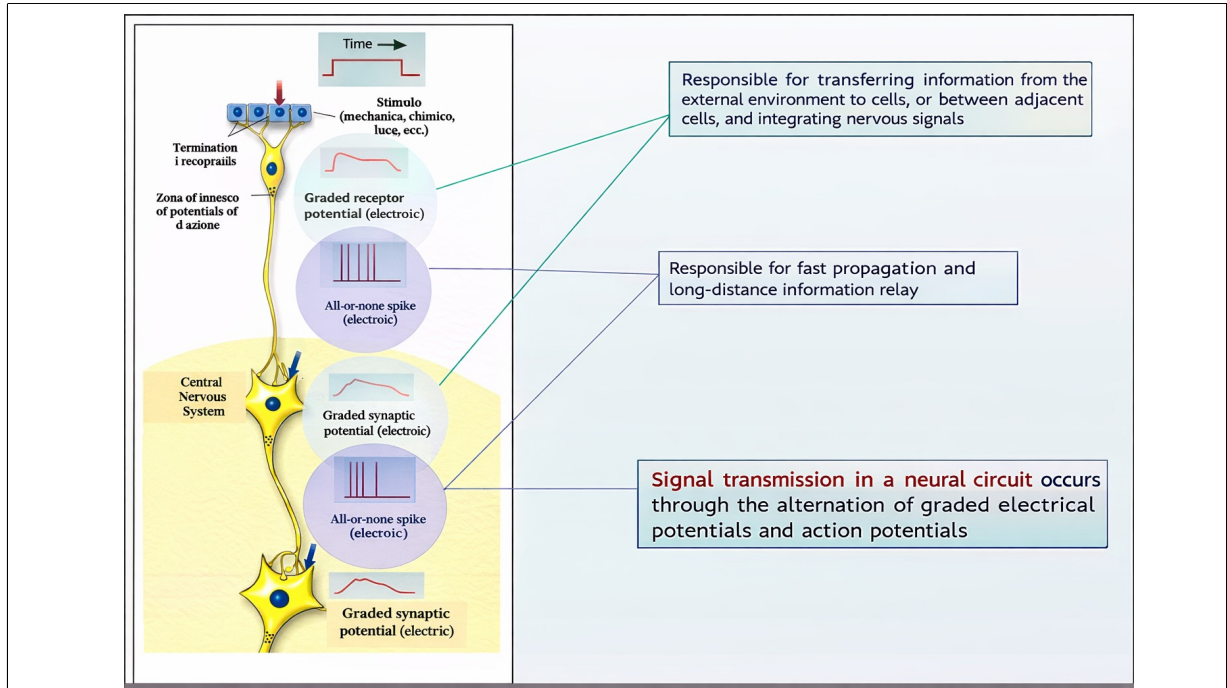 Time
Stimolo
(mechanica, chimico,
luce, ecc.)
Termination
i recoprails
Zona of innesco
of potentials of
d azione
Graded receptor
potential (electroic)
All-or-none spike
(electroic)
Central
Nervous
System
Graded synaptic
potential (electroic)
All-or-none spike
(electroic)
Graded synaptic
potential (electric)
Responsible for transferring information from the
external environment to cells, or between adjacent
cells, and integrating nervous signals
Responsible for fast propagation and
long-distance information relay
Signal transmission in a neural circuit occurs
through the alternation of graded electrical
potentials and action potentials